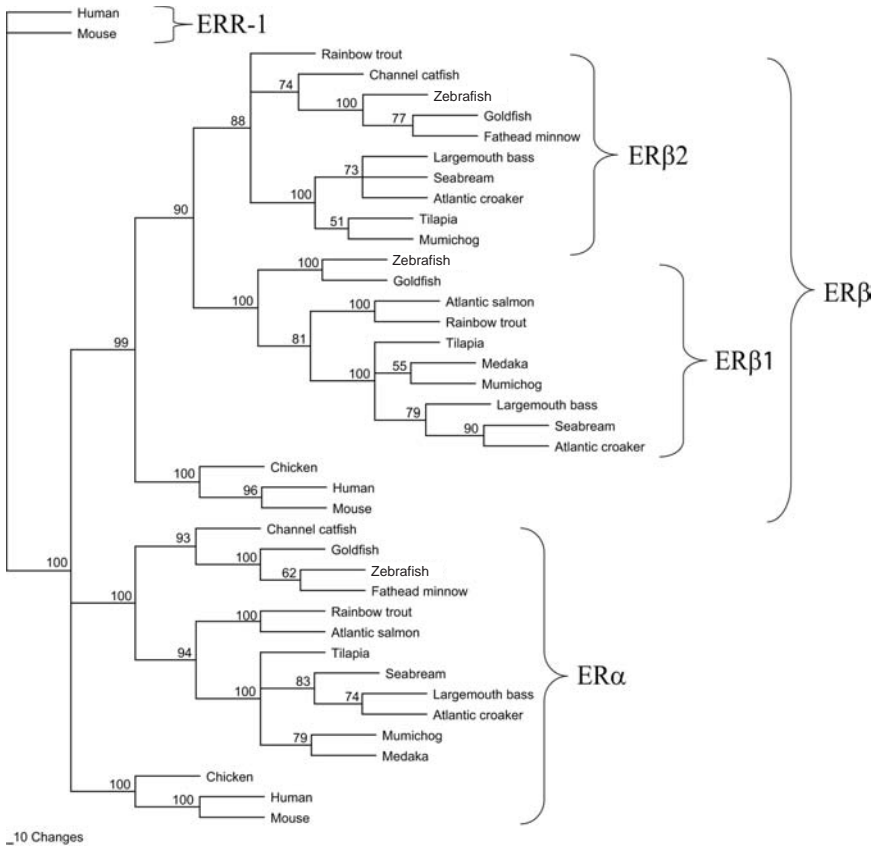 Human
Mouse
ERR-1
Rainbow trout
Channel catfish
74
Zebrafish
100
Goldfish
77
Fathead minnow
88
Largemouth bass
73
Seabream
ERβ2
Atlantic croaker
100
Tilapia
51
Mumichog
90
Zebrafish
100
Goldfish
ERβ
100
Atlantic salmon
100
Rainbow trout
81
Tilapia
99
Medaka
55
ERβ1
100
Mumichog
Largemouth bass
79
Seabream
90
Atlantic croaker
Chicken
100
Human
96
Mouse
Channel catfish
93
Goldfish
100
Zebrafish
100
62
Fathead minnow
100
Rainbow trout
100
Atlantic salmon
94
Tilapia
Seabream
ERα
83
Largemouth bass
100
74
Atlantic croaker
Mumichog
79
Medaka
Chicken
100
Human
100
Mouse
_10 Changes